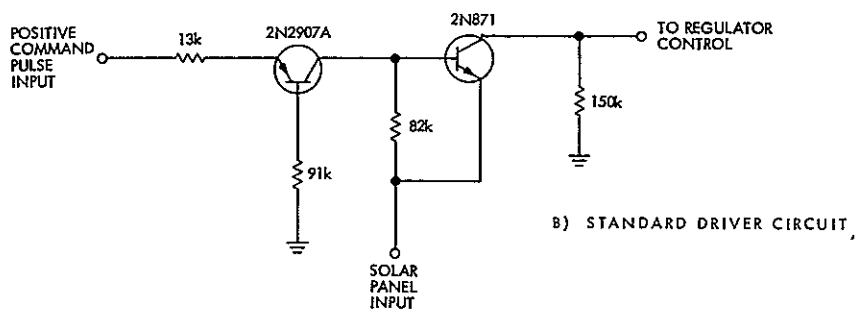 POSITIVE
COMMAND
PULSE
INPUT
13k
2N2907A
91k
82k
2N871
TO REGULATOR
CONTROL
150k
SOLAR
PANEL
INPUT
B) STANDARD DRIVER CIRCUIT,